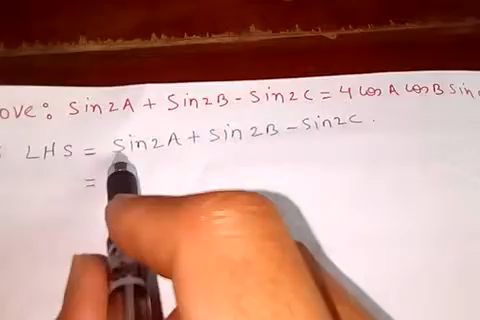 ove: Sin2A + Sin2B - Sin2C = 4 Cos A Cos B Sin
LHS = Sin2A + Sin2B - Sin2C.
=